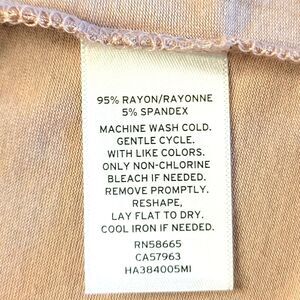 95% RAYON/RAYONNE
5% SPANDEX
MACHINE WASH COLD.
GENTLE CYCLE.
WITH LIKE COLORS.
ONLY NON-CHLORINE
BLEACH IF NEEDED.
REMOVE PROMPTLY.
RESHAPE,
LAY FLAT TO DRY.
COOL IRON IF NEEDED.
RN58665
CA57963
HA384005MI